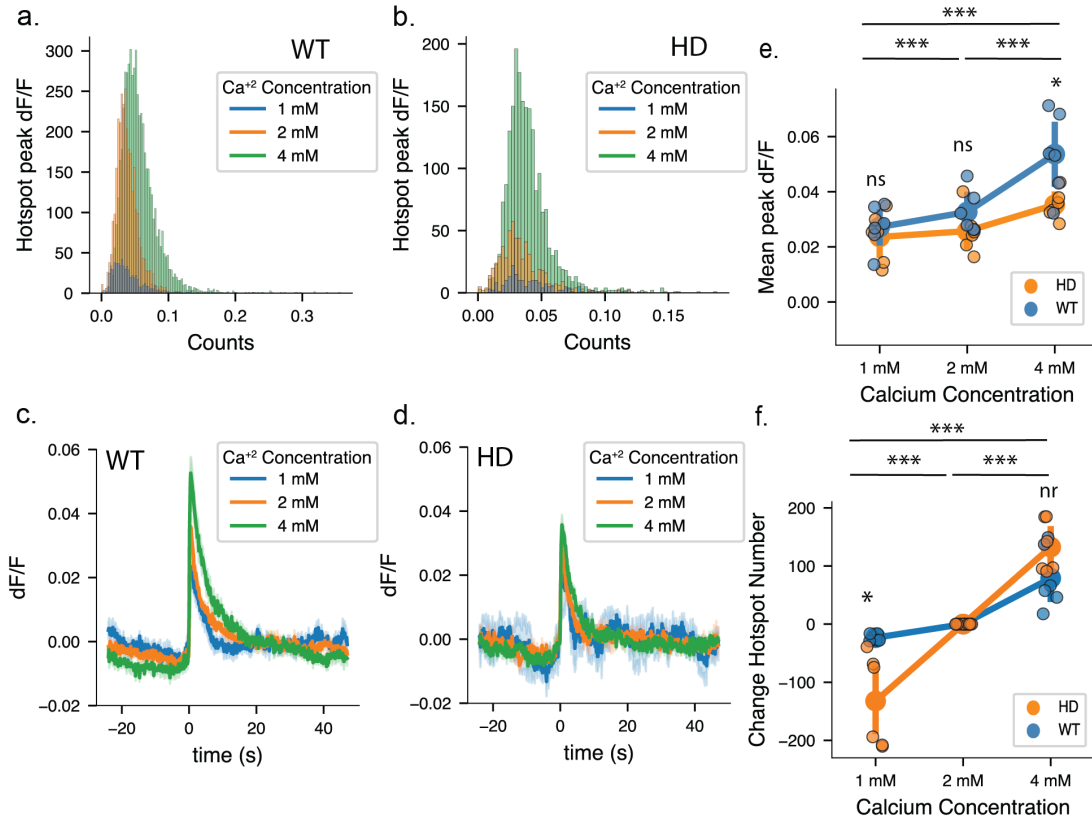 a.
WT
Hotspot peak dF/F
300
250
200
150
100
50
0
Ca+2 Concentration
1 mM
2 mM
4 mM
0.0
0.1
0.2
0.3
Counts
b.
HD
Hotspot peak dF/F
200
150
100
50
0
Ca+2 Concentration
1 mM
2 mM
4 mM
0.00
0.05
0.15
Counts
e.
***
*** ***
*
ns
ns
Mean peak dF/F
0.06
0.04
0.02
0.00
HD
WT
1 mM
2 mM
4 mM
Calcium Concentration
c.
WT
dF/F
0.06
0.04
0.02
0.00
−0.02
Ca+2 Concentration
1 mM
2 mM
4 mM
−20
0
20
40
time (s)
d.
HD
dF/F
0.06
0.04
0.02
0.00
−0.02
Ca+2 Concentration
1 mM
2 mM
4 mM
−20
0
20
40
time (s)
f.
***
*** ***
nr
*
Change Hotspot Number
200
100
0
−100
−200
HD
WT
1 mM
2 mM
4 mM
Calcium Concentration